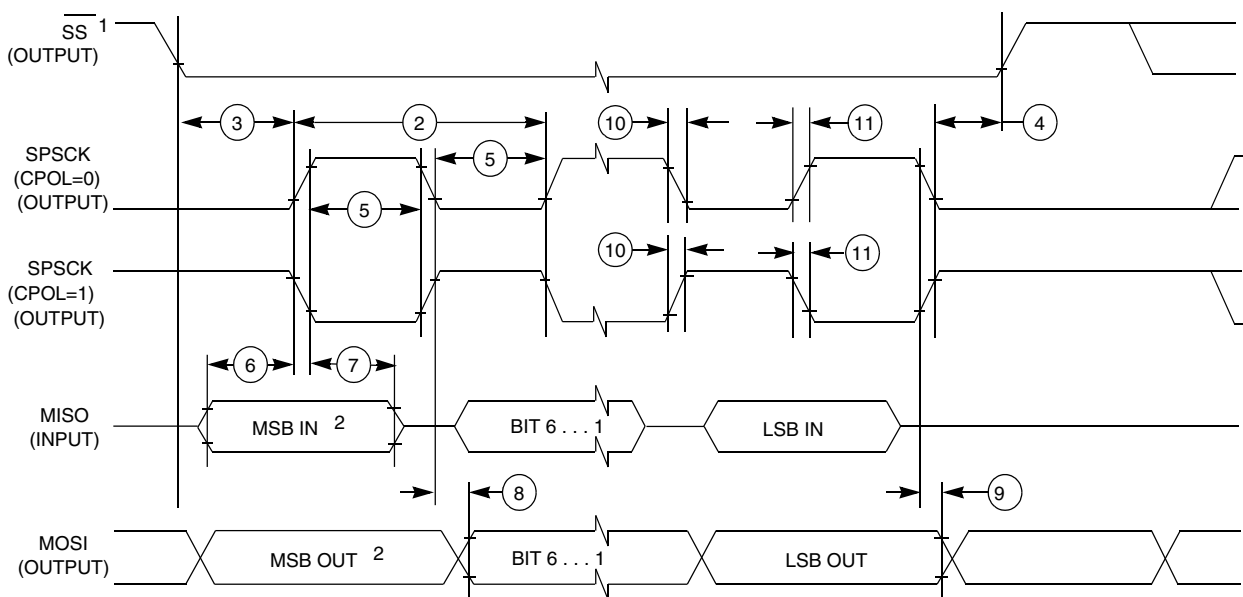 SS 1
(OUTPUT)
3
2
10
11
4
SPSCK
(CPOL=0)
(OUTPUT)
5
5
SPSCK
(CPOL=1)
(OUTPUT)
10
11
6
7
MISO
(INPUT)
MSB IN 2
BIT 6 . . . 1
LSB IN
8
9
MOSI
(OUTPUT)
MSB OUT 2
BIT 6 . . . 1
LSB OUT